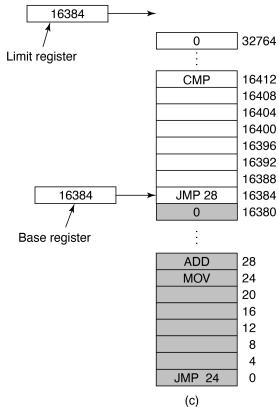 16384
Limit register
0 32764
CMP 16412
16408
16404
16400
16396
16392
16388
16384 JMP 28 16384
0 16380
Base register
ADD 28
MOV 24
20
16
12
8
4
JMP 24 0
(c)